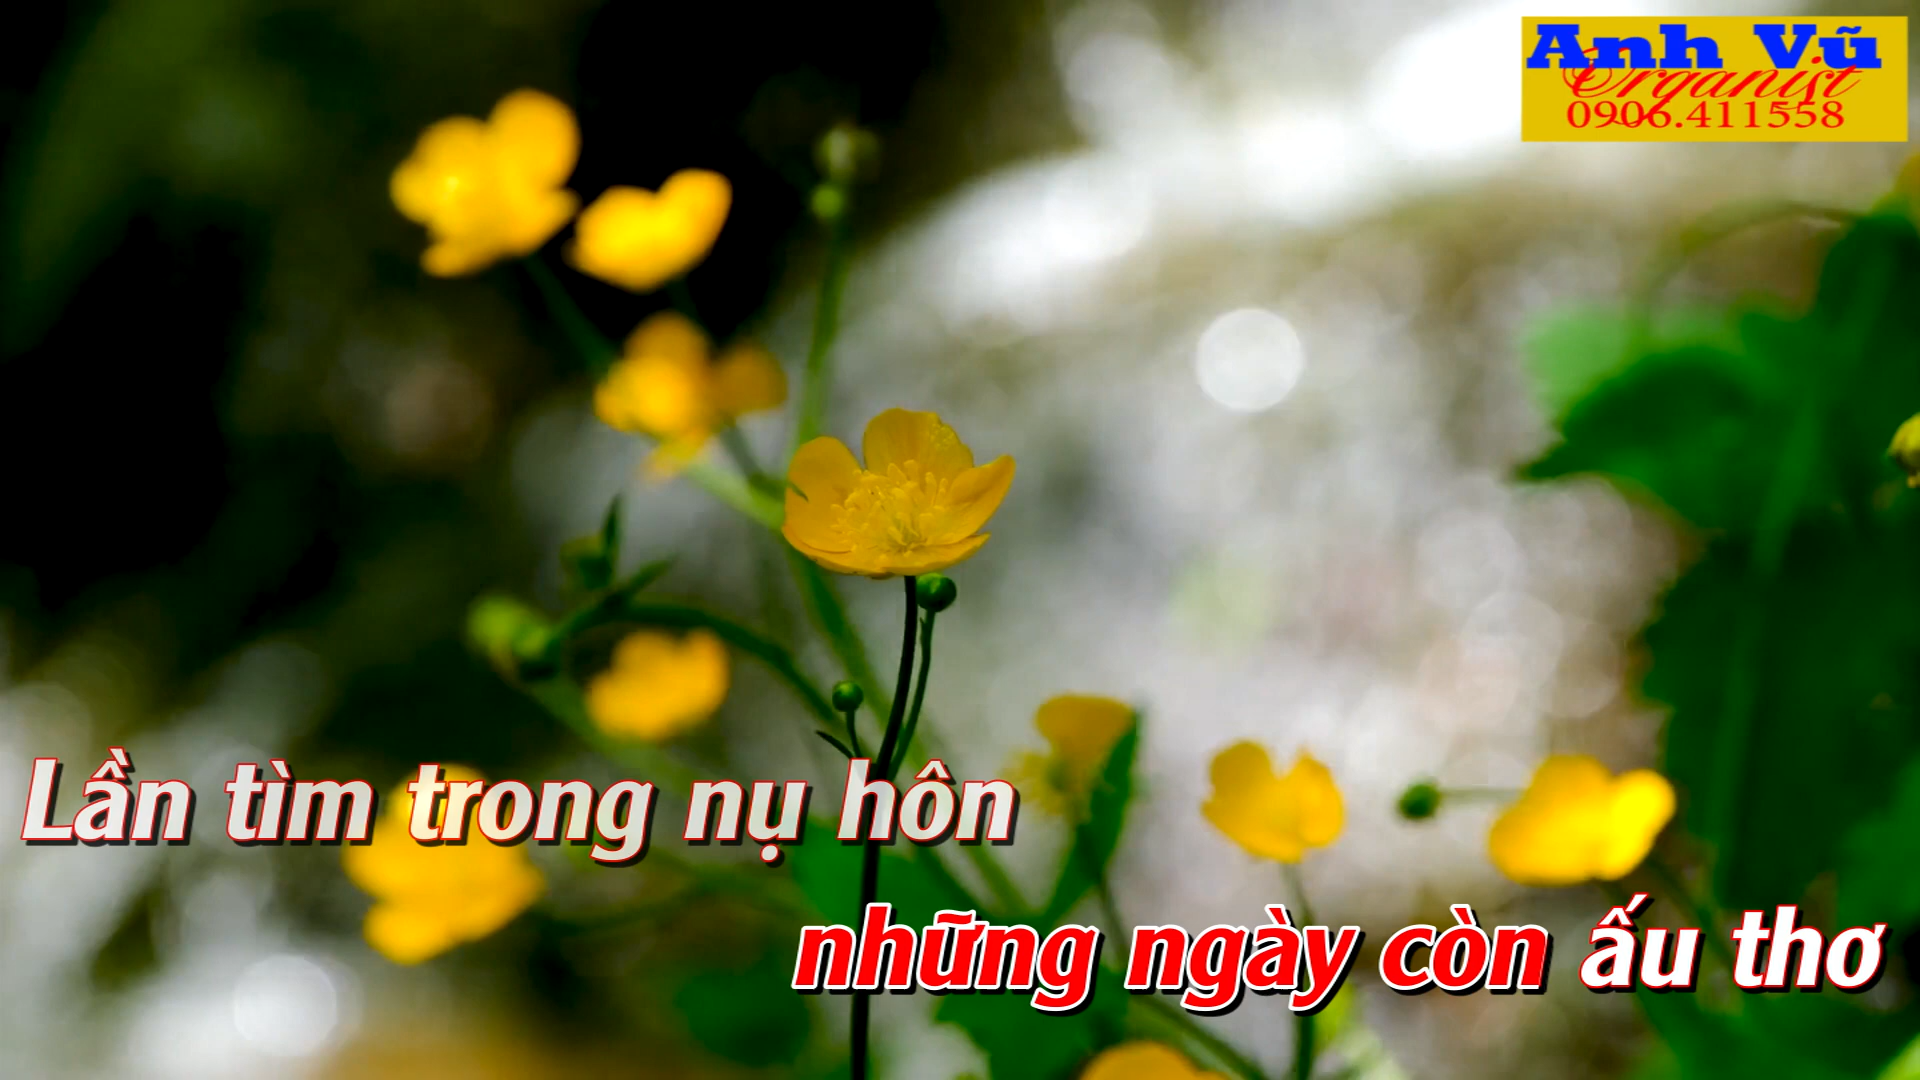 Anh Vũ
Organist
0906.411558
Lần tìm trong nụ hôn
những ngày còn ấu thơ